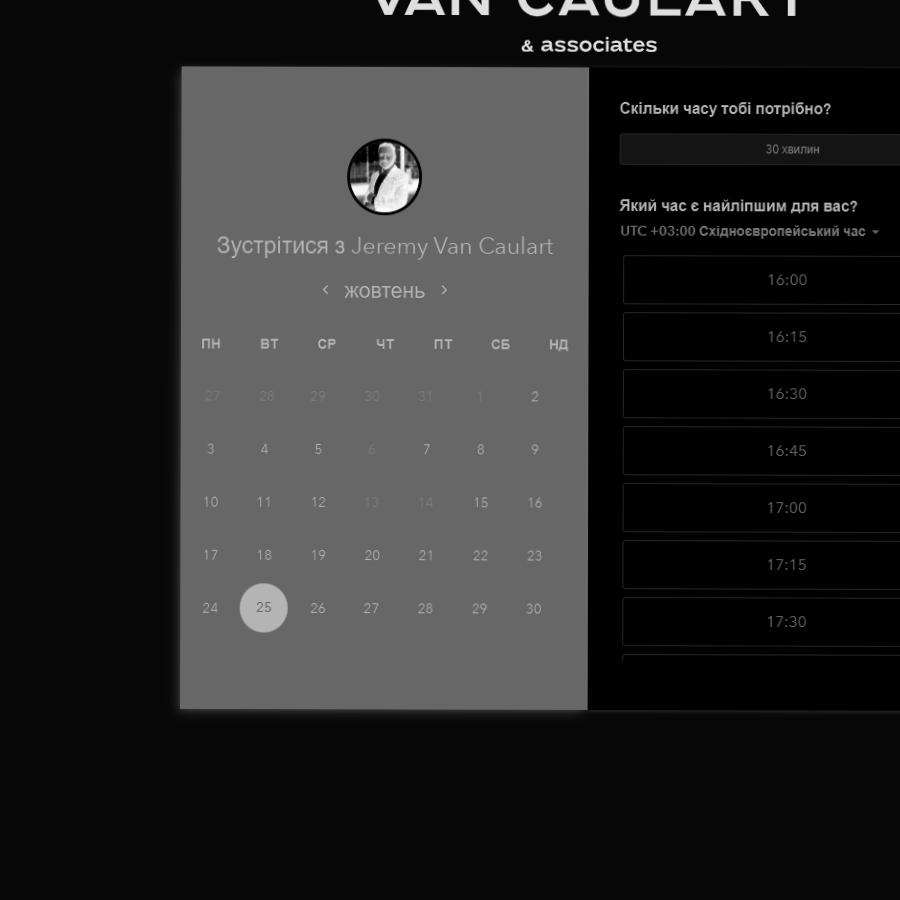 VAN CAULART
& associates
Зустрітися з Jeremy Van Caulart
жовтень
ПН ВТ СР ЧТ ПТ СБ НД
27 28 29 30 31 1 2
3 4 5 6 7 8 9
10 11 12 13 14 15 16
17 18 19 20 21 22 23
24 25 26 27 28 29 30
Скільки часу тобі потрібно?
30 хвилин
Який час є найліпшим для вас?
UTC +03:00 Східноєвропейський час
16:00
16:15
16:30
16:45
17:00
17:15
17:30